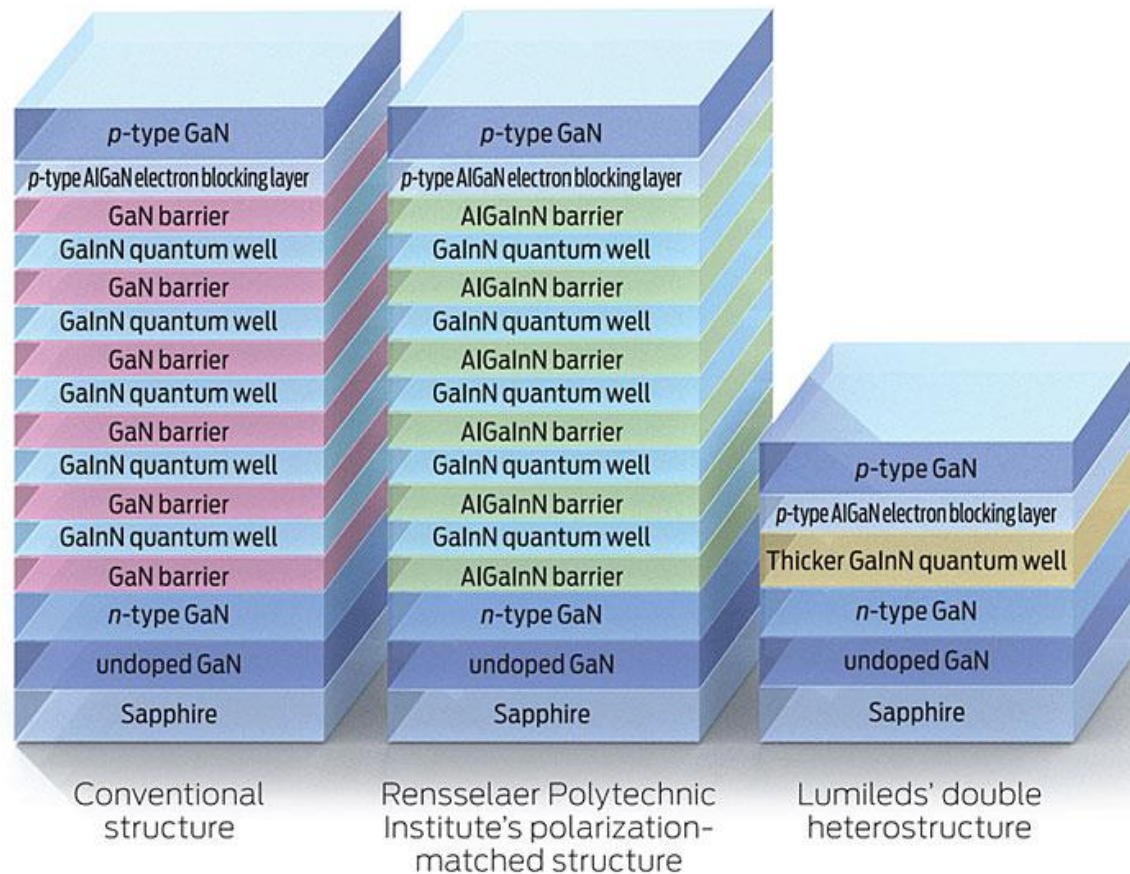 p-type GaN
p-type AlGaN electron blocking layer
GaN barrier
GaInN quantum well
GaN barrier
GaInN quantum well
GaN barrier
GaInN quantum well
GaN barrier
GaInN quantum well
GaN barrier
GaInN quantum well
GaN barrier
n-type GaN
undoped GaN
Sapphire
Conventional
structure
p-type GaN
p-type AlGaN electron blocking layer
AlGaInN barrier
GaInN quantum well
AlGaInN barrier
GaInN quantum well
AlGaInN barrier
GaInN quantum well
AlGaInN barrier
GaInN quantum well
AlGaInN barrier
GaInN quantum well
AlGaInN barrier
n-type GaN
undoped GaN
Sapphire
Rensselaer Polytechnic
Institute's polarization-
matched structure
p-type GaN
p-type AlGaN electron blocking layer
Thicker GaInN quantum well
n-type GaN
undoped GaN
Sapphire
Lumileds' double
heterostructure